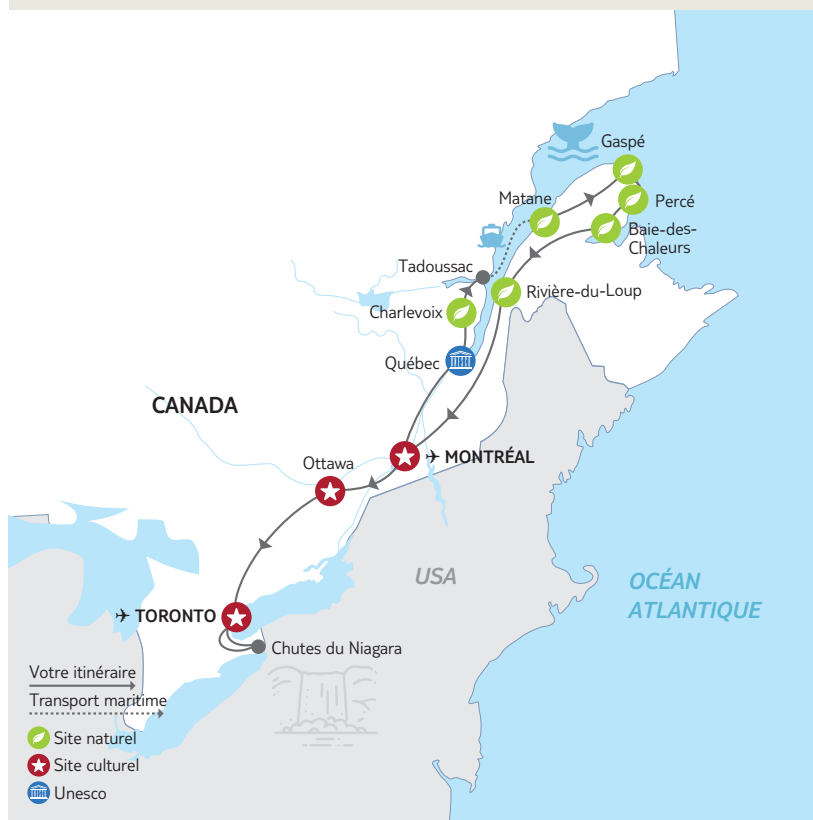 Gaspé
Matane
Percé
Baie-des-
Chaleurs
Tadoussac
Rivière-du-Loup
Charlevoix
Québec
CANADA
Ottawa
MONTRÉAL
USA
OCÉAN
ATLANTIQUE
TORONTO
Chutes du Niagara
Votre itinéraire
Transport maritime
Site naturel
Site culturel
Unesco